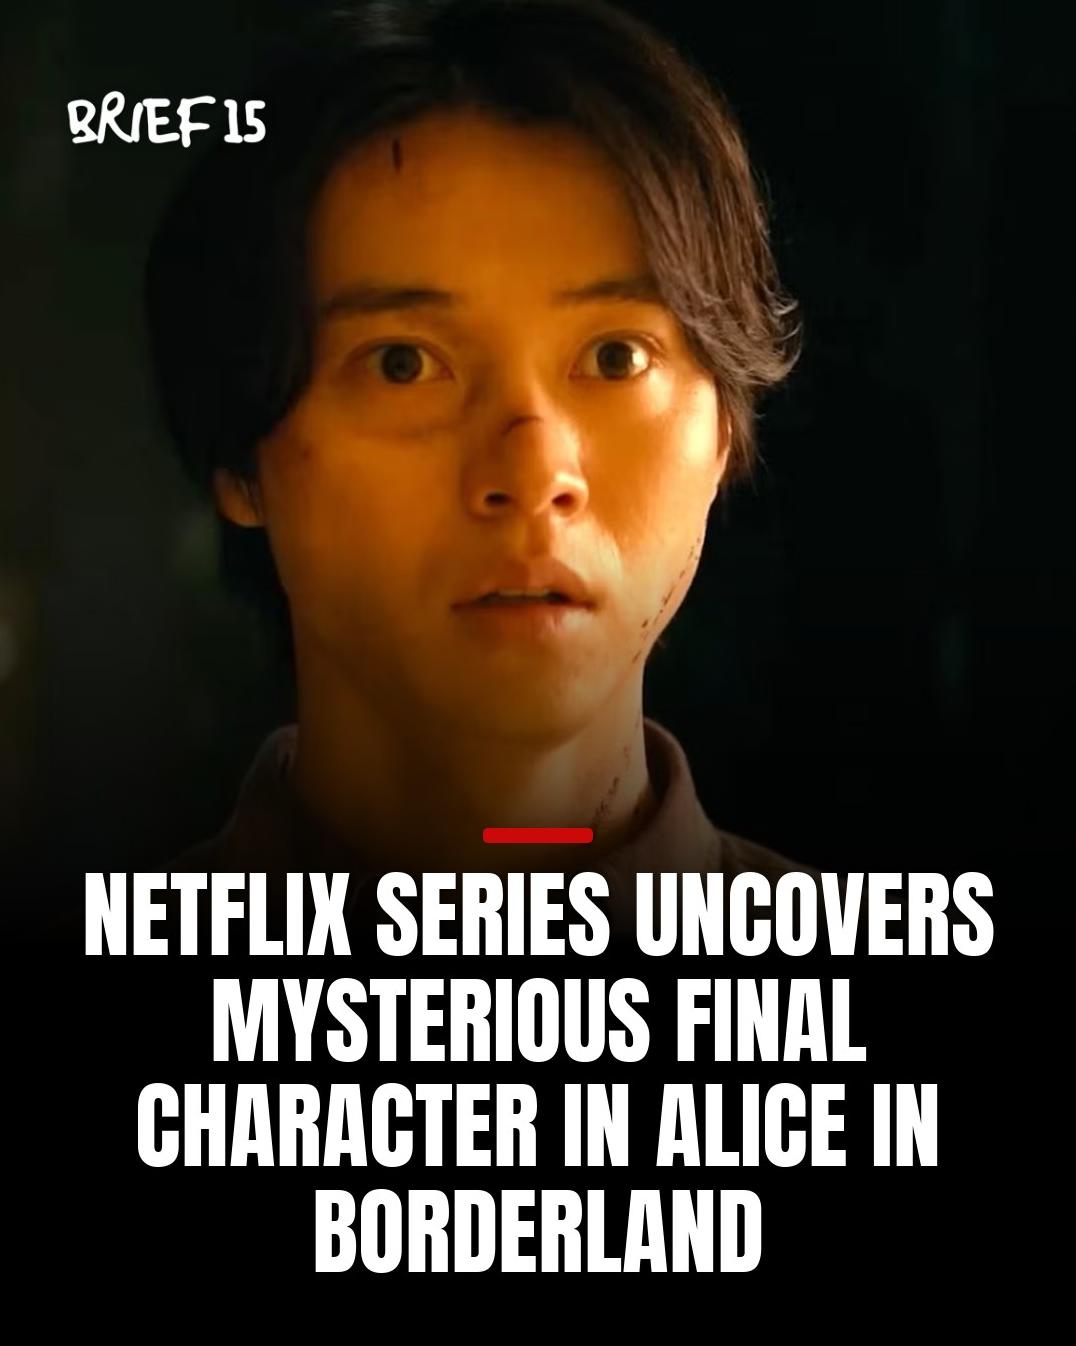 BRIEF 15
NETFLIX SERIES UNCOVERS
MYSTERIOUS FINAL
CHARACTER IN ALICE IN
BORDERLAND